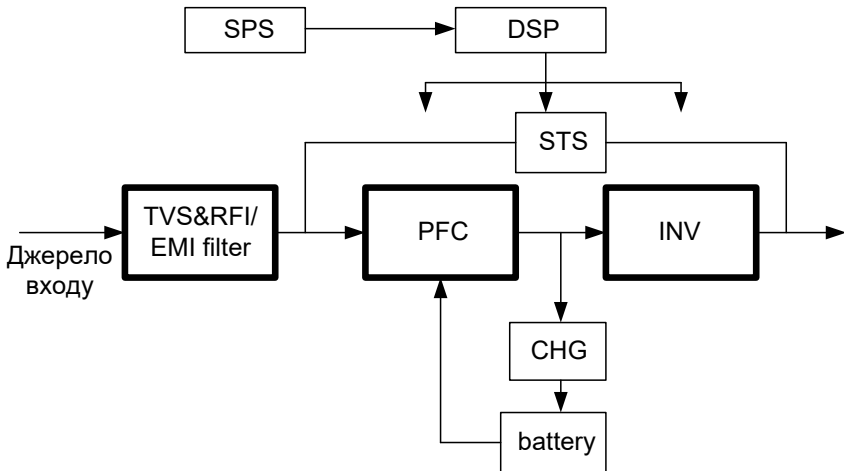 SPS
DSP
STS
TVS&RFI/
EMI filter
PFC
INV
Джерело
входу
CHG
battery